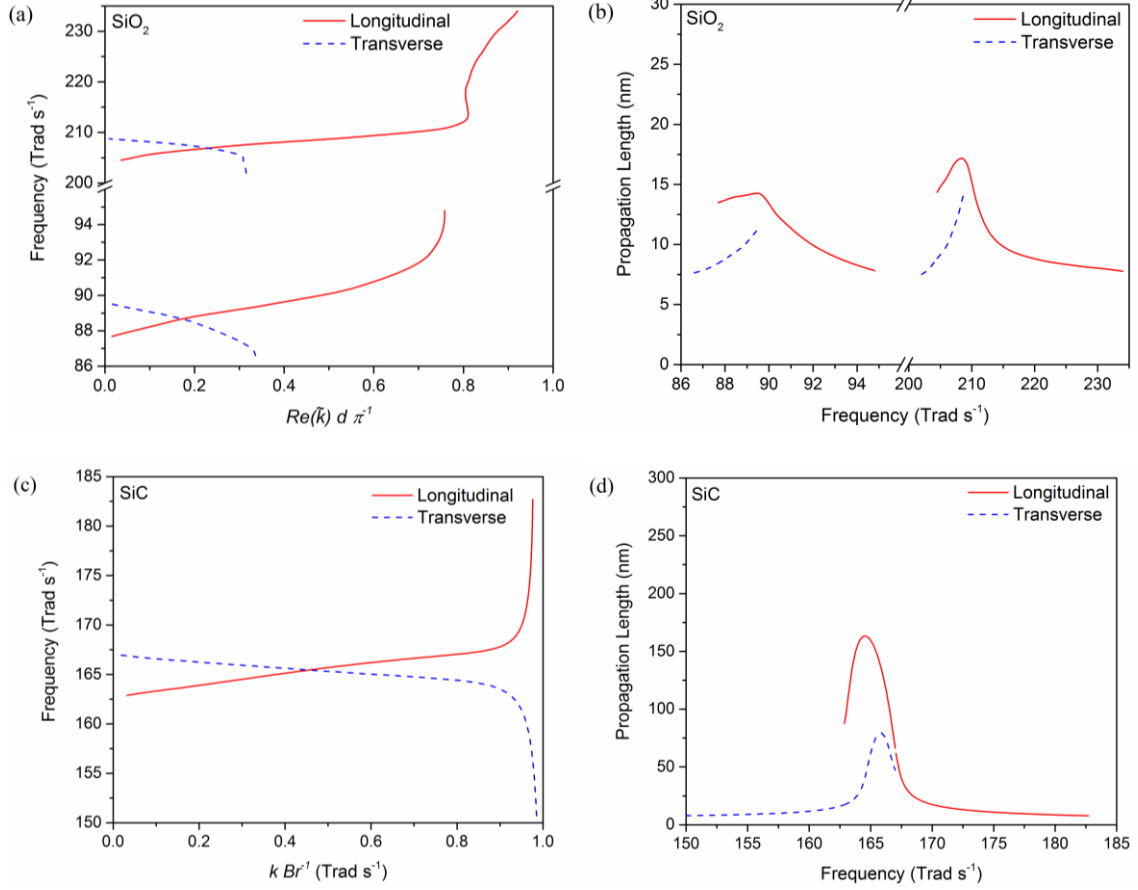 (a)
SiO2
Longitudinal
Transverse
Frequency (Trad s-1)
235
230
220
210
200
94
92
90
88
86
0.0 0.2 0.4 0.6 0.8 1.0
Re(k̃) d π-1
(b)
SiO2
Longitudinal
Transverse
Propagation Length (nm)
30
25
20
15
10
5
0
86 88 90 92 94 200 210 220 230
Frequency (Trad s-1)
(c)
SiC
Longitudinal
Transverse
Frequency (Trad s-1)
185
180
175
170
165
160
155
150
0.0 0.2 0.4 0.6 0.8 1.0
k Br-1 (Trad s-1)
(d)
SiC
Longitudinal
Transverse
Propagation Length (nm)
300
250
200
150
100
50
0
150 155 160 165 170 175 180 185
Frequency (Trad s-1)